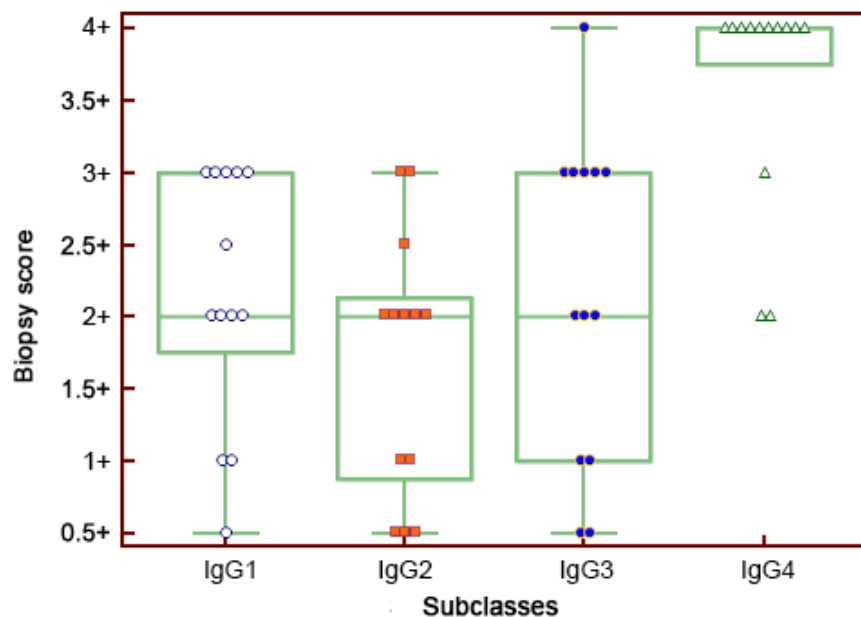 4+
3.5+
3+
2.5+
2+
1.5+
1+
0.5+
Biopsy score
IgG1 IgG2 IgG3 IgG4
Subclasses